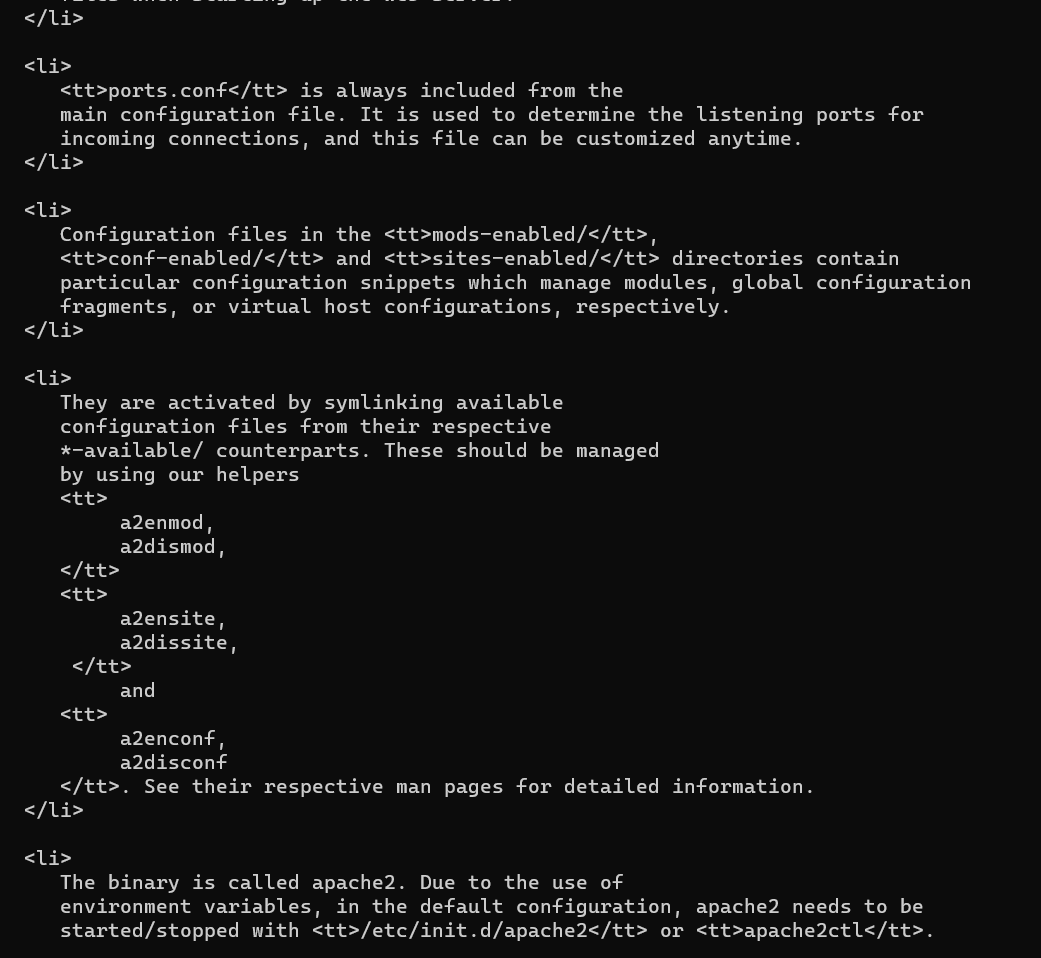 </li>
<li>
<tt>ports.conf</tt> is always included from the
main configuration file. It is used to determine the listening ports for
incoming connections, and this file can be customized anytime.
</li>
<li>
Configuration files in the <tt>mods-enabled/</tt>,
<tt>conf-enabled/</tt> and <tt>sites-enabled/</tt> directories contain
particular configuration snippets which manage modules, global configuration
fragments, or virtual host configurations, respectively.
</li>
<li>
They are activated by symlinking available
configuration files from their respective
*-available/ counterparts. These should be managed
by using our helpers
<tt>
a2enmod,
a2dismod,
</tt>
<tt>
a2ensite,
a2dissite,
</tt>
and
<tt>
a2enconf,
a2disconf
</tt>. See their respective man pages for detailed information.
</li>
<li>
The binary is called apache2. Due to the use of
environment variables, in the default configuration, apache2 needs to be
started/stopped with <tt>/etc/init.d/apache2</tt> or <tt>apache2ctl</tt>.